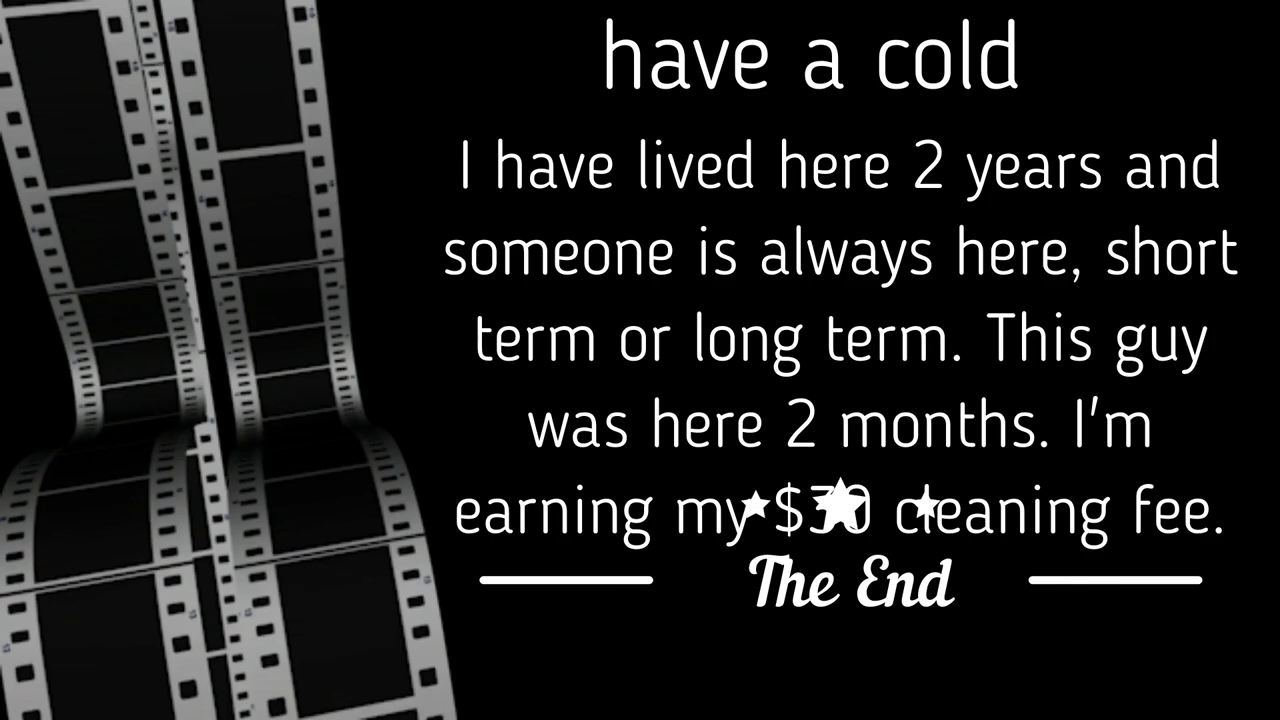 have a cold
I have lived here 2 years and
someone is always here, short
term or long term. This guy
was here 2 months. I'm
earning my $30 cleaning fee.
The End